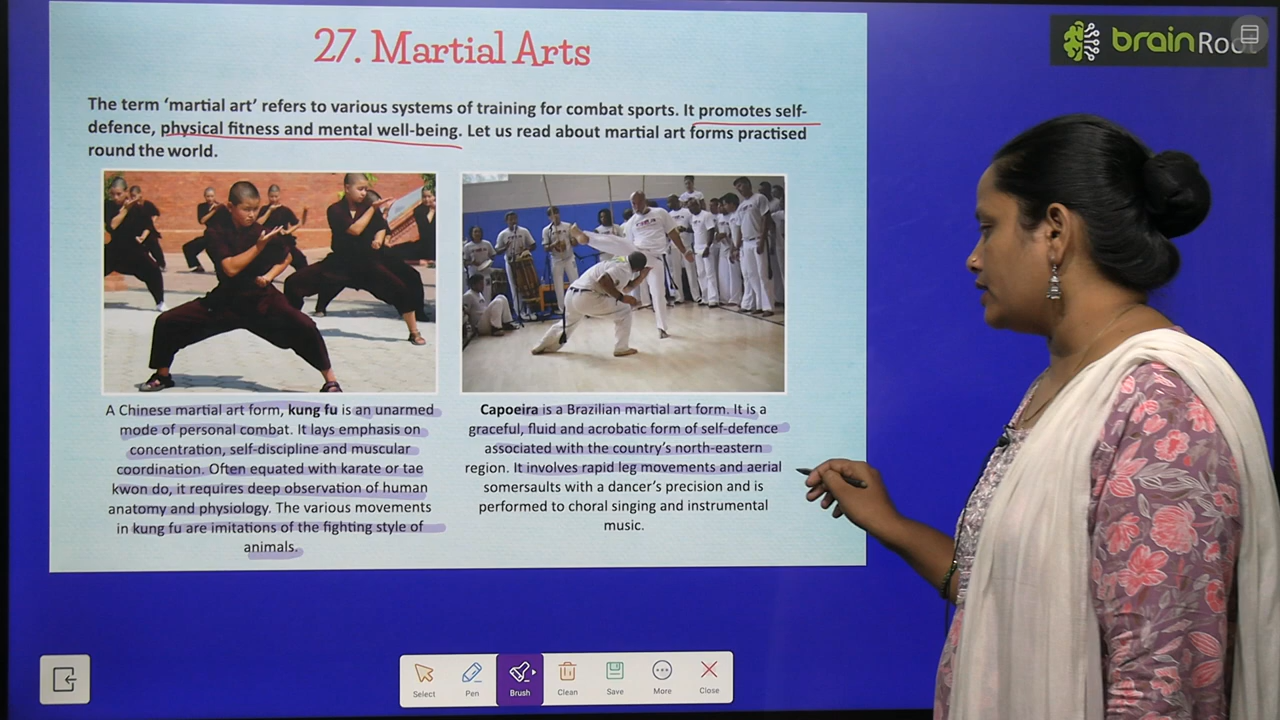 27. Martial Arts
brainRoot
The term ‘martial art’ refers to various systems of training for combat sports. It promotes self-
defence, physical fitness and mental well-being. Let us read about martial art forms practised
round the world.
A Chinese martial art form, kung fu is an unarmed
mode of personal combat. It lays emphasis on
concentration, self-discipline and muscular
coordination. Often equated with karate or tae
kwon do, it requires deep observation of human
anatomy and physiology. The various movements
in kung fu are imitations of the fighting style of
animals.
Capoeira is a Brazilian martial art form. It is a
graceful, fluid and acrobatic form of self-defence
associated with the country’s north-eastern
region. It involves rapid leg movements and aerial
somersaults with a dancer’s precision and is
performed to choral singing and instrumental
music.
Select
Pen
Brush
Clean
Save
More
Close